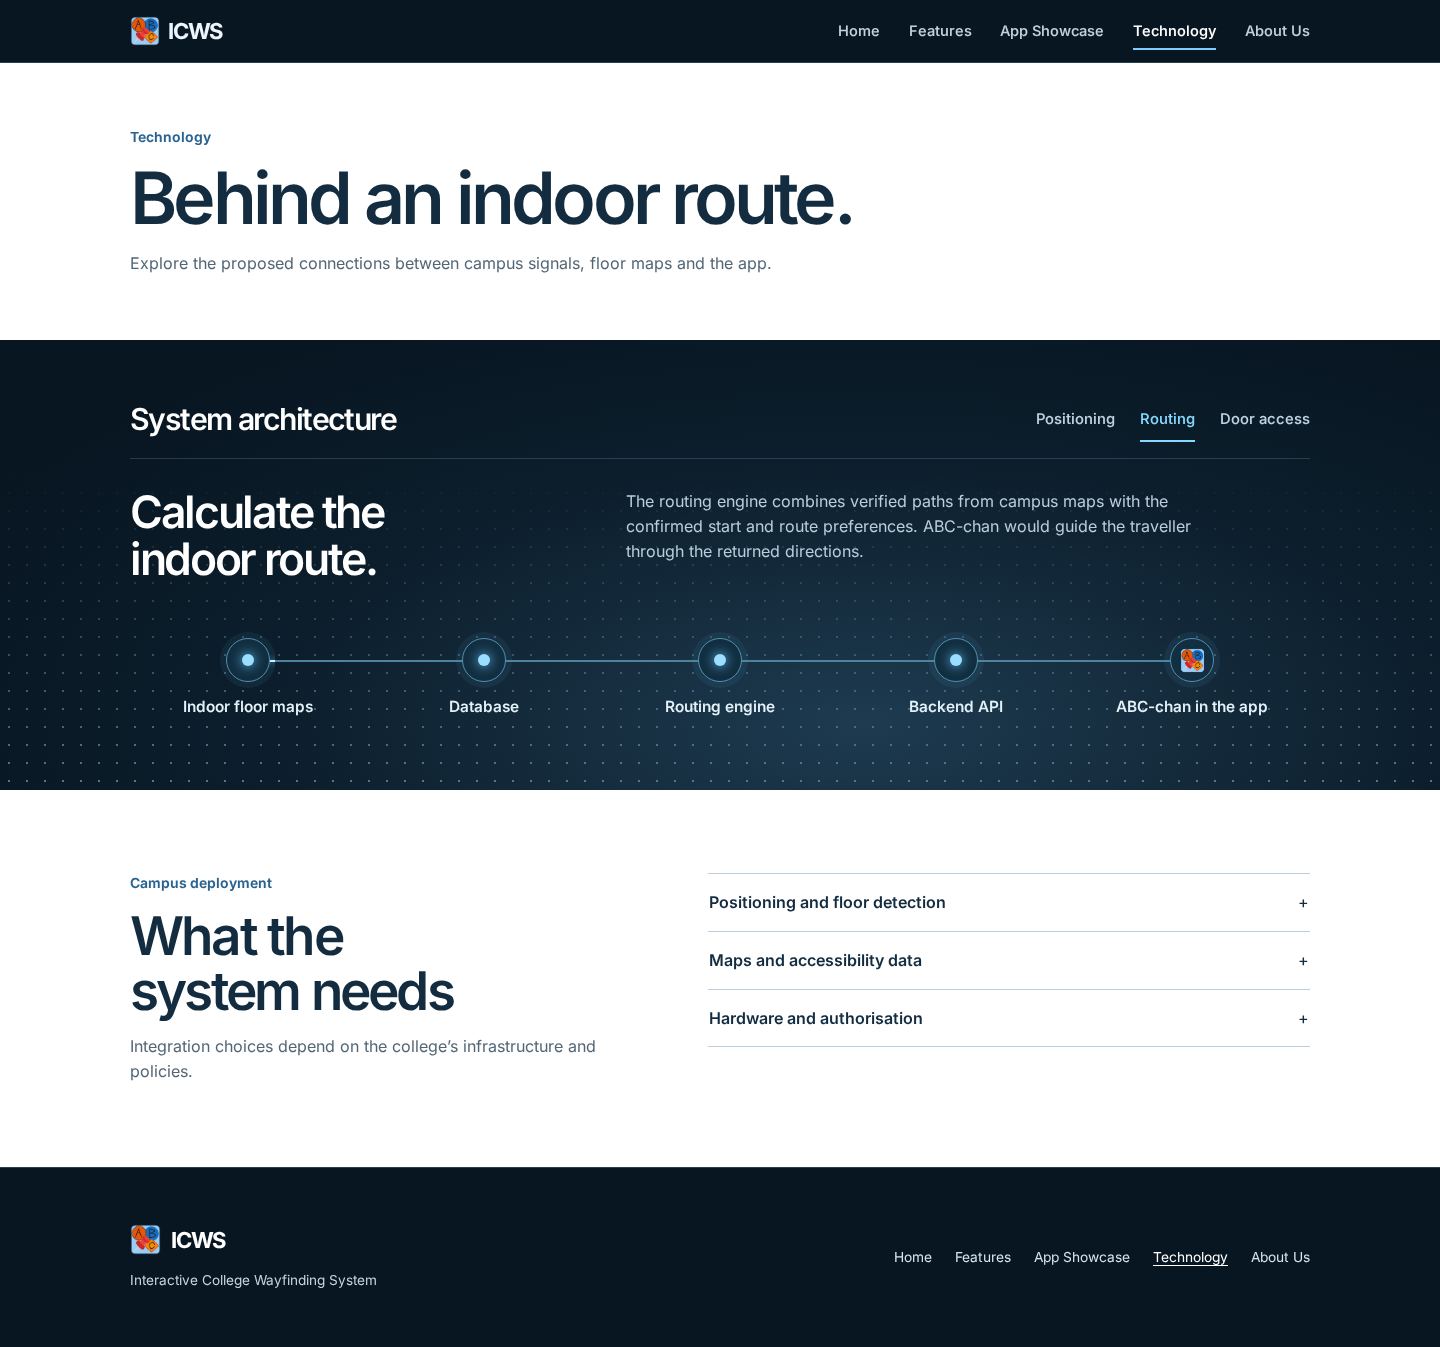 ICWS
Home
Features
App Showcase
Technology
About Us
Technology
Behind an indoor route.
Explore the proposed connections between campus signals, floor maps and the app.
System architecture
Positioning
Routing
Door access
Calculate the
indoor route.
The routing engine combines verified paths from campus maps with the
confirmed start and route preferences. ABC-chan would guide the traveller
through the returned directions.
Indoor floor maps
Database
Routing engine
Backend API
ABC-chan in the app
Campus deployment
What the
system needs
Integration choices depend on the college’s infrastructure and
policies.
Positioning and floor detection +
Maps and accessibility data +
Hardware and authorisation +
ICWS
Interactive College Wayfinding System
Home
Features
App Showcase
Technology
About Us